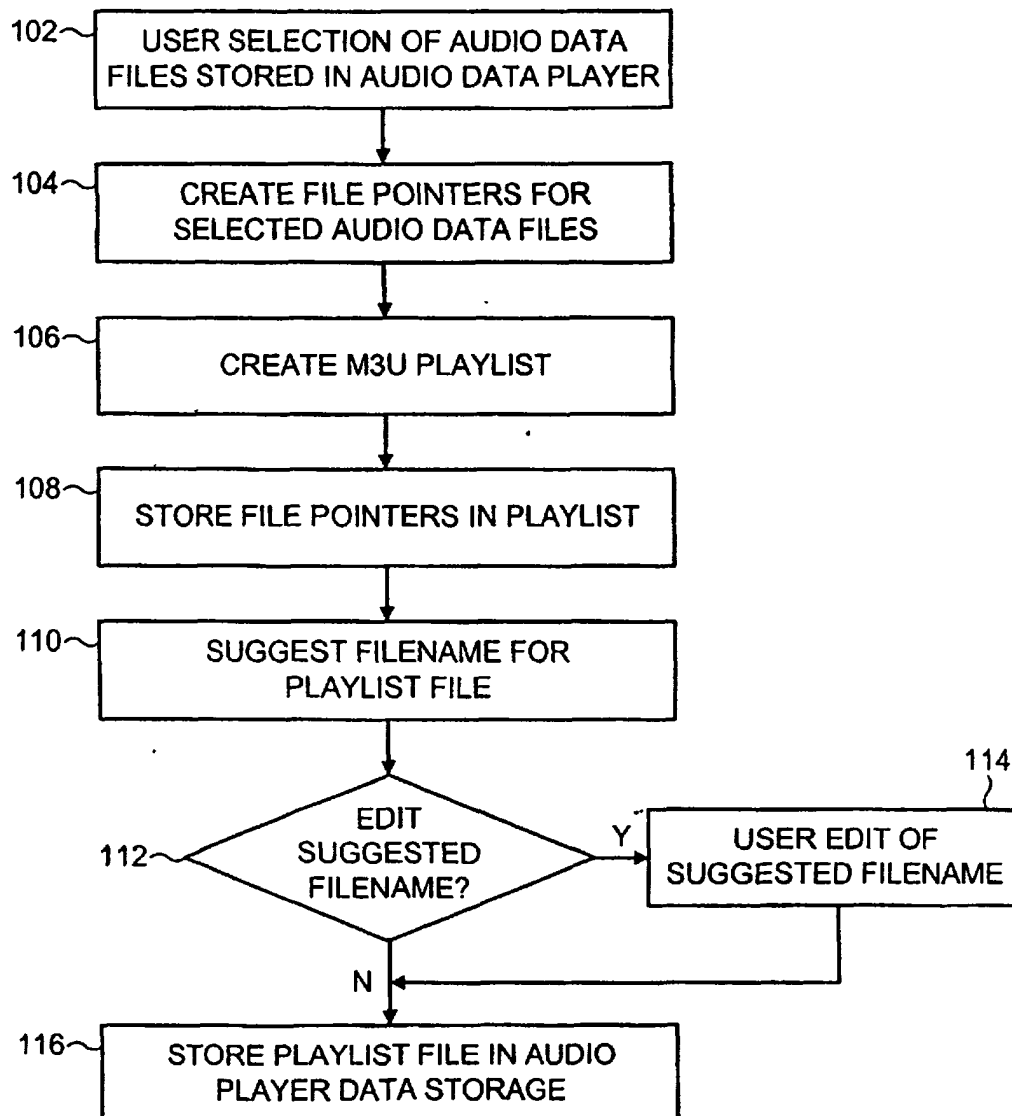 102
USER SELECTION OF AUDIO DATA
FILES STORED IN AUDIO DATA PLAYER
104
CREATE FILE POINTERS FOR
SELECTED AUDIO DATA FILES
106
CREATE M3U PLAYLIST
108
STORE FILE POINTERS IN PLAYLIST
110
SUGGEST FILENAME FOR
PLAYLIST FILE
112
EDIT
SUGGESTED
FILENAME?
Y
114
USER EDIT OF
SUGGESTED FILENAME
N
116
STORE PLAYLIST FILE IN AUDIO
PLAYER DATA STORAGE